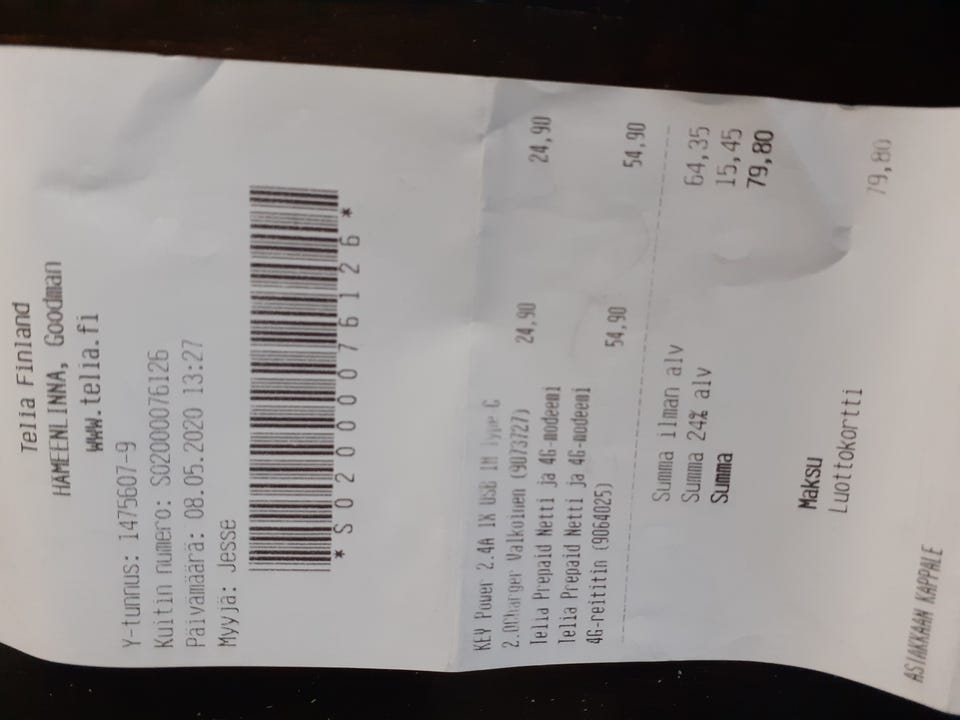 Telia Finland
HÄMEENLINNA, Goodman
www.telia.fi
Y-tunnus: 1475607-9
Kuitin numero: S0200076126
Päivämäärä: 08.05.2020 13:27
Myyjä: Jesse
*S0200076126*
KEY Power 2.4A 1X USB 1M Type C
2.0Charger Valkoinen (9073727) 24,90 24,90
Telia Prepaid Netti ja 4G-modeemi
Telia Prepaid Netti ja 4G-modeemi
4G-reititin (9064025) 54,90 54,90
Summa ilman alv 64,35
Summa 24% alv 15,45
Summa 79,80
Maksu
Luottokortti 79,80
ASIAKKAAN KAPPALE